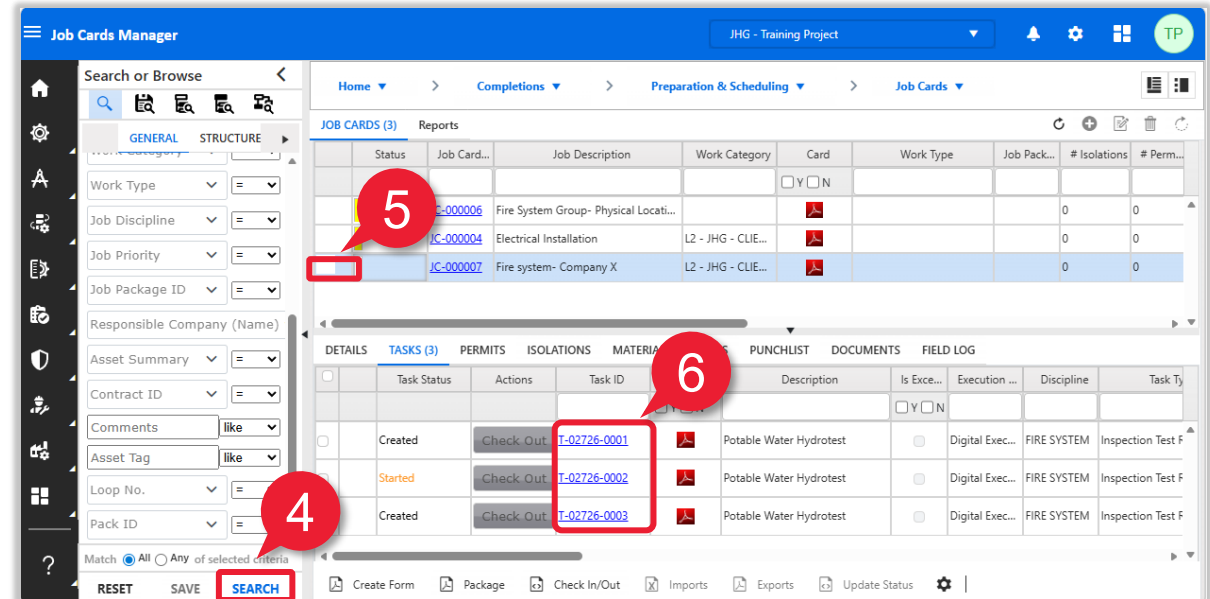 Job Cards Manager
JHG - Training Project
TP
Search or Browse
GENERAL STRUCTURE
Work Type =
Job Discipline =
Job Priority =
Job Package ID =
Responsible Company (Name)
Asset Summary =
Contract ID =
Comments like
Asset Tag like
Loop No. =
Pack ID =
Match All Any of selected criteria
RESET SAVE SEARCH
4
Home > Completions > Preparation & Scheduling > Job Cards
JOB CARDS (3) Reports
Status Job Card... Job Description Work Category Card Work Type Job Pack... # Isolations # Perm...
Y N
5
JC-000006 Fire System Group- Physical Locati... 0 0
JC-000004 Electrical Installation L2 - JHG - CLIE... 0 0
JC-000007 Fire system- Company X L2 - JHG - CLIE... 0 0
DETAILS TASKS (3) PERMITS ISOLATIONS PUNCHLIST DOCUMENTS FIELD LOG
6
Task Status Actions Task ID Description Is Exce... Execution ... Discipline Task Ty
Y N
Created Check Out T-02726-0001 Potable Water Hydrotest Digital Exec... FIRE SYSTEM Inspection Test
Started Check Out T-02726-0002 Potable Water Hydrotest Digital Exec... FIRE SYSTEM Inspection Test
Created Check Out T-02726-0003 Potable Water Hydrotest Digital Exec... FIRE SYSTEM Inspection Test
Create Form Package Check In/Out Imports Exports Update Status